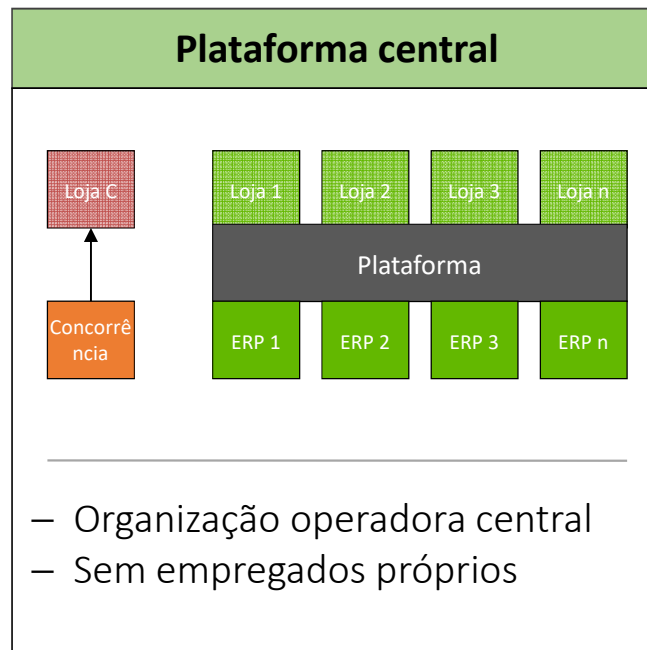 Plataforma central
Loja C
Loja 1
Loja 2
Loja 3
Loja n
Plataforma
Concorrê
ncia
ERP 1
ERP 2
ERP 3
ERP n
– Organização operadora central
– Sem empregados próprios